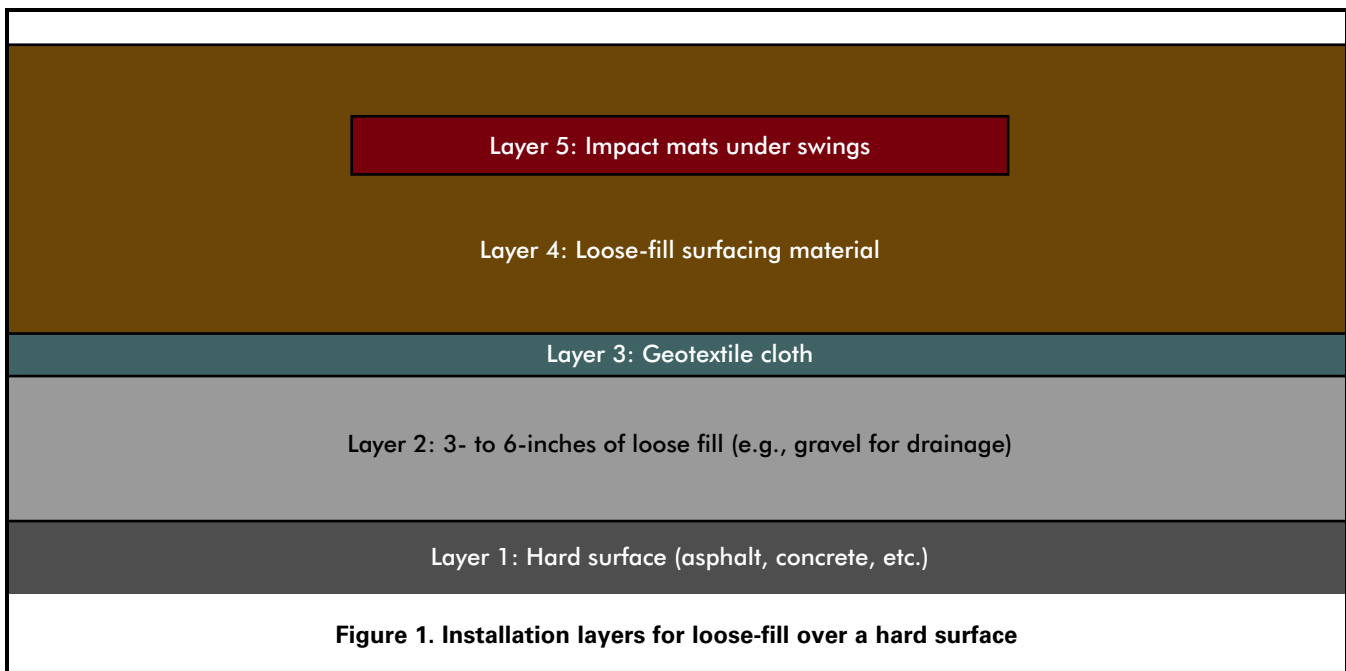 Layer 5: Impact mats under swings
Layer 4: Loose-fill surfacing material
Layer 3: Geotextile cloth
Layer 2: 3- to 6-inches of loose fill (e.g., gravel for drainage)
Layer 1: Hard surface (asphalt, concrete, etc.)
Figure 1. Installation layers for loose-fill over a hard surface